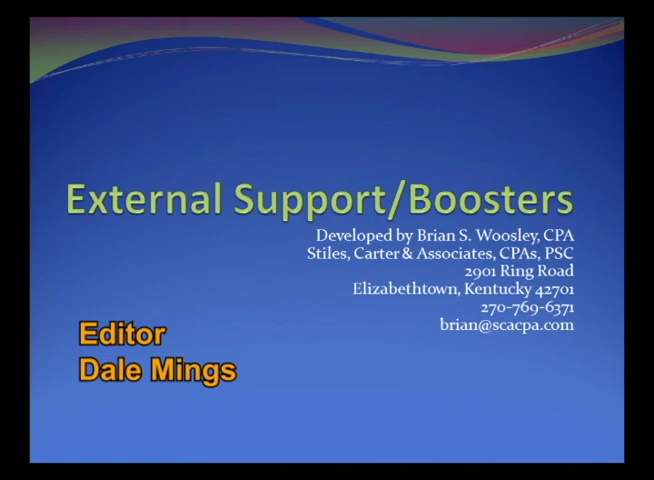 External Support/Boosters
Developed by Brian S. Woosley, CPA
Stiles, Carter & Associates, CPAs, PSC
2901 Ring Road
Elizabethtown, Kentucky 42701
270-769-6371
brian@scacpa.com
Editor
Dale Mings